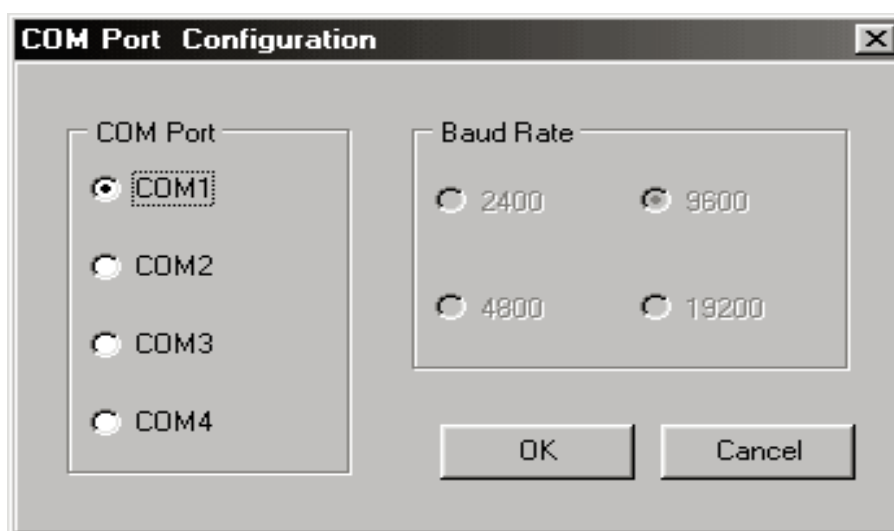 COM Port Configuration
COM Port
COM1
COM2
COM3
COM4
Baud Rate
2400
9600
4800
19200
OK
Cancel